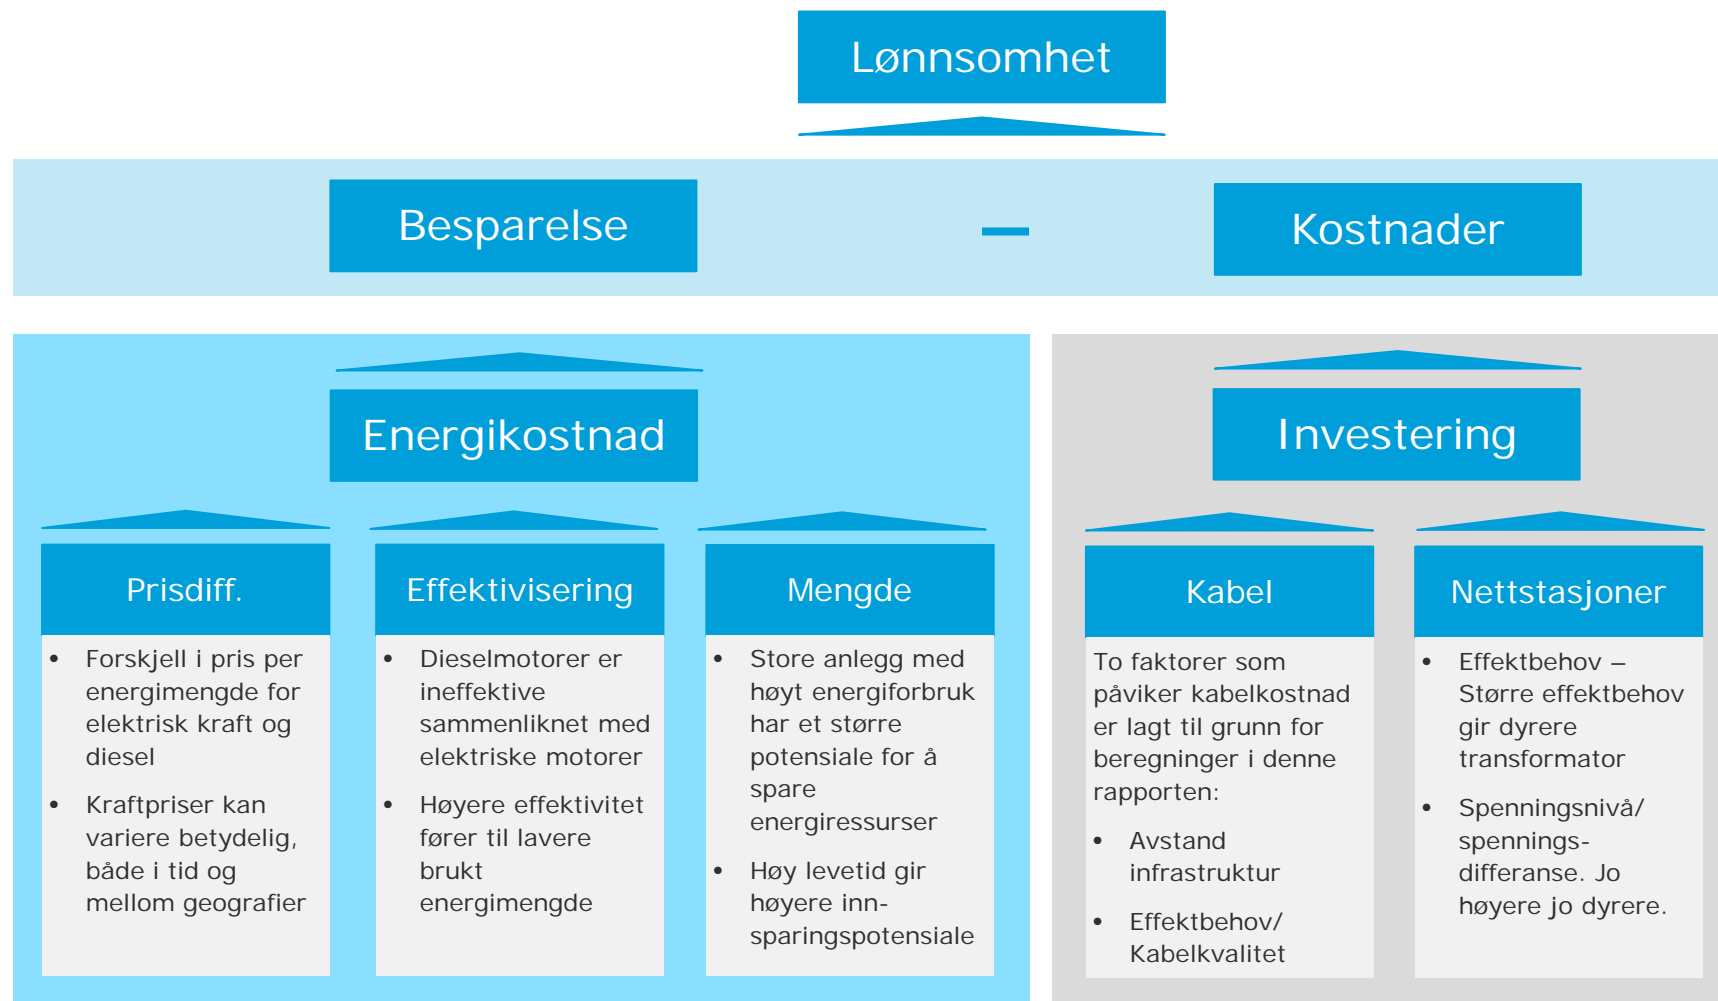 Lønnsomhet
Besparelse
–
Kostnader
Energikostnad
Investering
Prisdiff.
• Forskjell i pris per
energimengde for
elektrisk kraft og
diesel
• Kraftpriser kan
variere betydelig,
både i tid og
mellom geografier
Effektivisering
• Dieselmotorer er
ineffektive
sammenliknet med
elektriske motorer
• Høyere effektivitet
fører til lavere
brukt
energimengde
Mengde
• Store anlegg med
høyt energiforbruk
har et større
potensiale for å
spare
energiressurser
• Høy levetid gir
høyere inn-
sparingspotensiale
Kabel
To faktorer som
påviker kabelkostnad
er lagt til grunn for
beregninger i denne
rapporten:
• Avstand
infrastruktur
• Effektbehov/
Kabelkvalitet
Nettstasjoner
• Effektbehov –
Større effektbehov
gir dyrere
transformator
• Spenningsnivå/
spennings-
differanse. Jo
høyere jo dyrere.